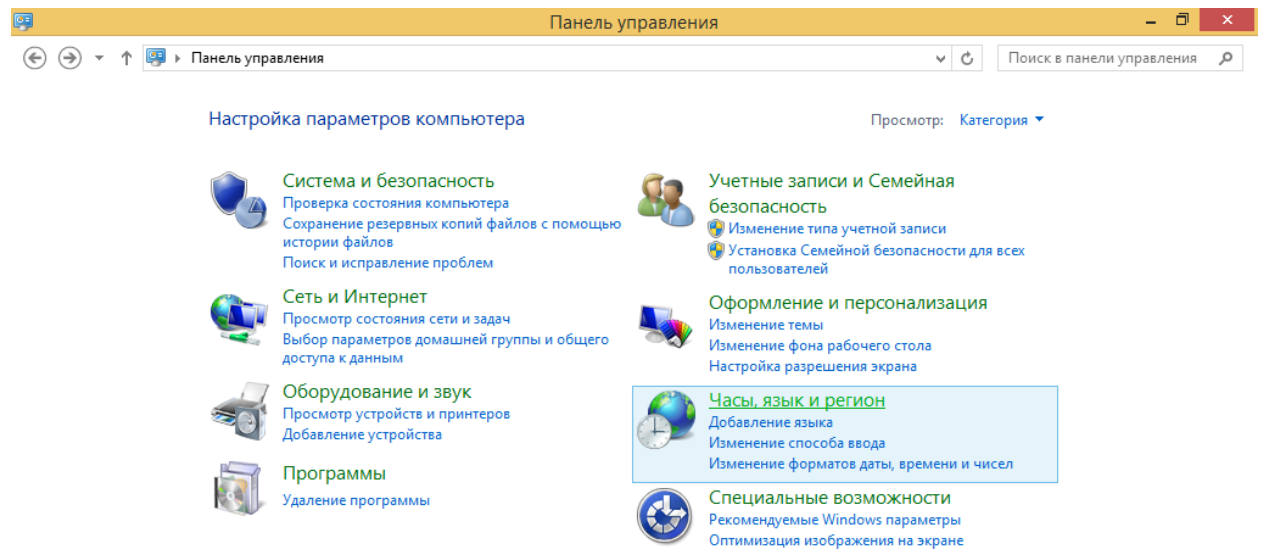 Панель управления
Панель управления
Поиск в панели управления
Настройка параметров компьютера
Просмотр: Категория
Система и безопасность
Проверка состояния компьютера
Сохранение резервных копий файлов с помощью
истории файлов
Поиск и исправление проблем
Сеть и Интернет
Просмотр состояния сети и задач
Выбор параметров домашней группы и общего
доступа к данным
Оборудование и звук
Просмотр устройств и принтеров
Добавление устройства
Программы
Удаление программы
Учетные записи и Семейная
безопасность
Изменение типа учетной записи
Установка Семейной безопасности для всех
пользователей
Оформление и персонализация
Изменение темы
Изменение фона рабочего стола
Настройка разрешения экрана
Часы, язык и регион
Добавление языка
Изменение способа ввода
Изменение форматов даты, времени и чисел
Специальные возможности
Рекомендуемые Windows параметры
Оптимизация изображения на экране